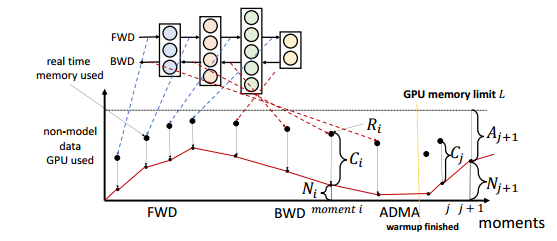 FWD
BWD
real time
memory used
GPU memory limit L
non-model
data
GPU used
R_i
C_i
A_{j+1}
C_j
N_i
N_{j+1}
FWD
BWD
moment i
ADMA
j
j + 1
moments
warmup finished